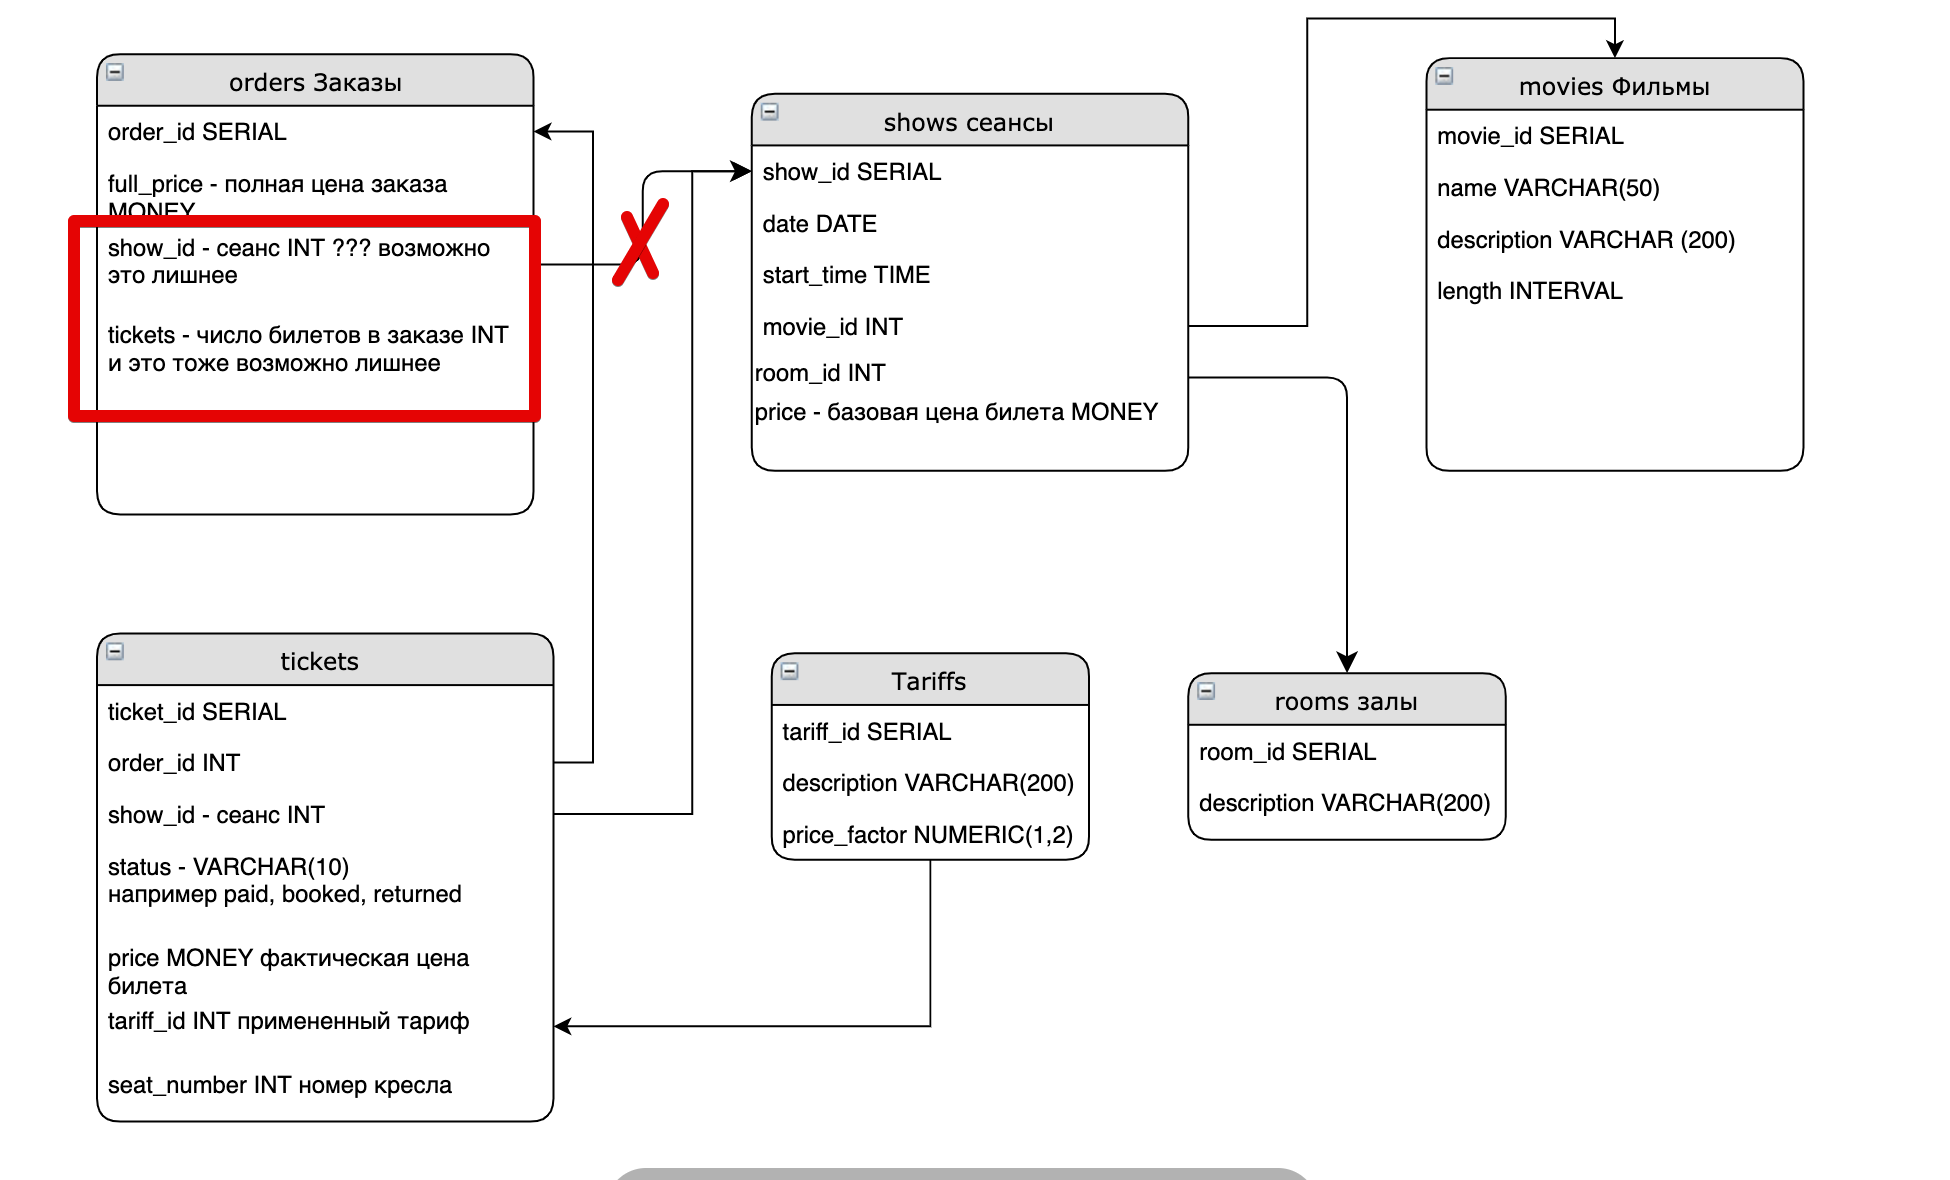 orders Заказы
order_id SERIAL
full_price - полная цена заказа
MONEY
show_id - сеанс INT ??? возможно
это лишнее
tickets - число билетов в заказе INT
и это тоже возможно лишнее
shows сеансы
show_id SERIAL
date DATE
start_time TIME
movie_id INT
room_id INT
price - базовая цена билета MONEY
movies Фильмы
movie_id SERIAL
name VARCHAR(50)
description VARCHAR (200)
length INTERVAL
tickets
ticket_id SERIAL
order_id INT
show_id - сеанс INT
status - VARCHAR(10)
например paid, booked, returned
price MONEY фактическая цена
билета
tariff_id INT примененный тариф
seat_number INT номер кресла
Tariffs
tariff_id SERIAL
description VARCHAR(200)
price_factor NUMERIC(1,2)
rooms залы
room_id SERIAL
description VARCHAR(200)